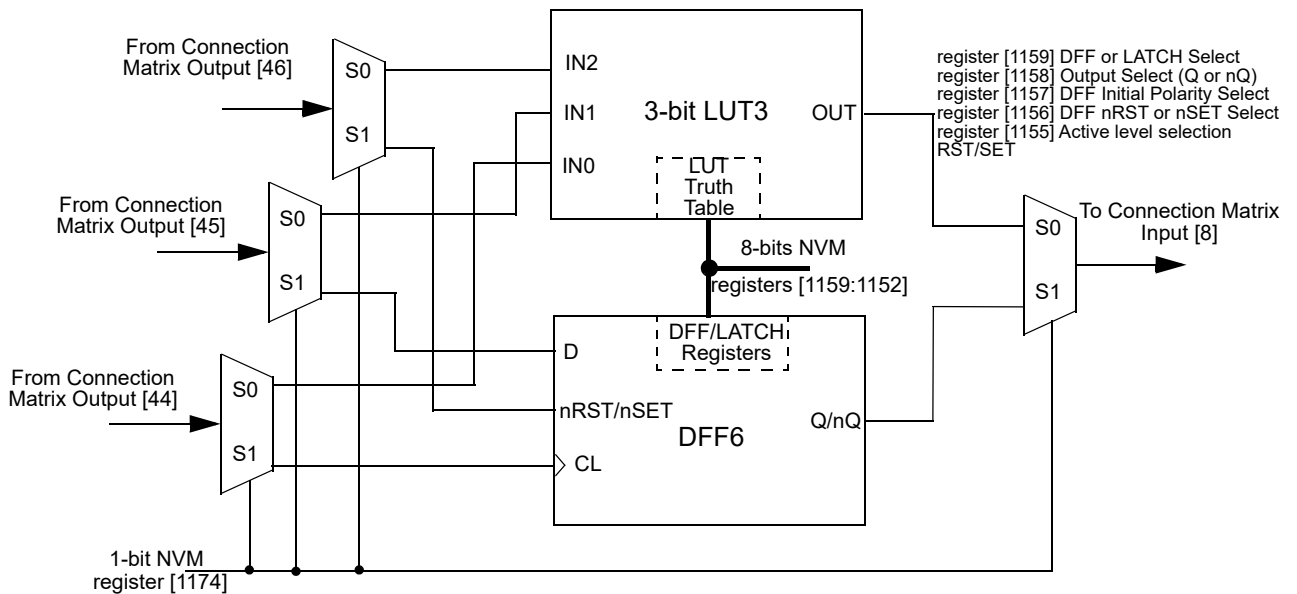 From Connection
Matrix Output [46]
S0
S1
IN2
IN1
IN0
3-bit LUT3
OUT
LUT
Truth
Table
register [1159] DFF or LATCH Select
register [1158] Output Select (Q or nQ)
register [1157] DFF Initial Polarity Select
register [1156] DFF nRST or nSET Select
register [1155] Active level selection
RST/SET
From Connection
Matrix Output [45]
S0
S1
8-bits NVM
registers [1159:1152]
S0
S1
To Connection Matrix
Input [8]
From Connection
Matrix Output [44]
S0
S1
DFF/LATCH
Registers
D
nRST/nSET
CL
DFF6
Q/nQ
1-bit NVM
register [1174]